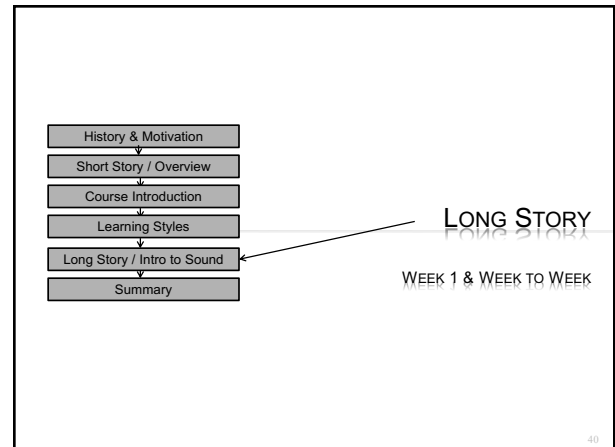 History & Motivation
Short Story / Overview
Course Introduction
Learning Styles
Long Story / Intro to Sound
Summary
LONG STORY
WEEK 1 & WEEK TO WEEK
40